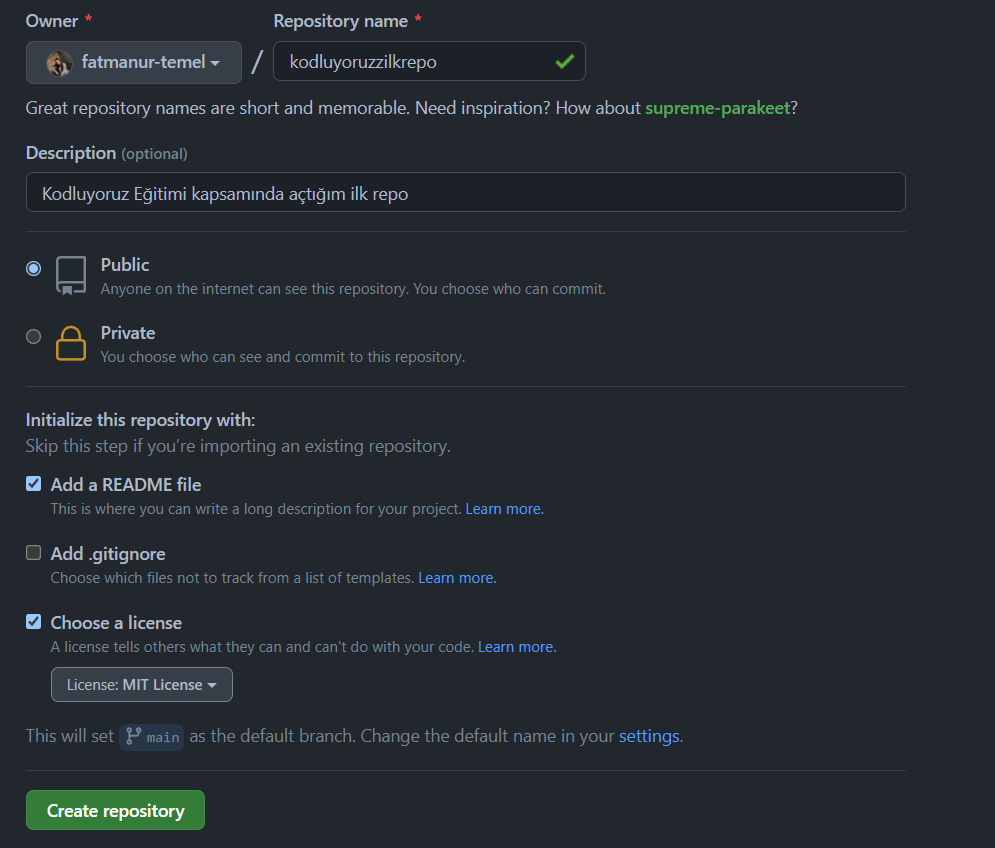 Owner * Repository name *
fatmanur-temel / kodluyoruzzilkrepo
Great repository names are short and memorable. Need inspiration? How about supreme-parakeet?
Description (optional)
Kodluyoruz Eğitimi kapsamında açtığım ilk repo
Public
Anyone on the internet can see this repository. You choose who can commit.
Private
You choose who can see and commit to this repository.
Initialize this repository with:
Skip this step if you’re importing an existing repository.
Add a README file
This is where you can write a long description for your project. Learn more.
Add .gitignore
Choose which files not to track from a list of templates. Learn more.
Choose a license
A license tells others what they can and can't do with your code. Learn more.
License: MIT License
This will set main as the default branch. Change the default name in your settings.
Create repository